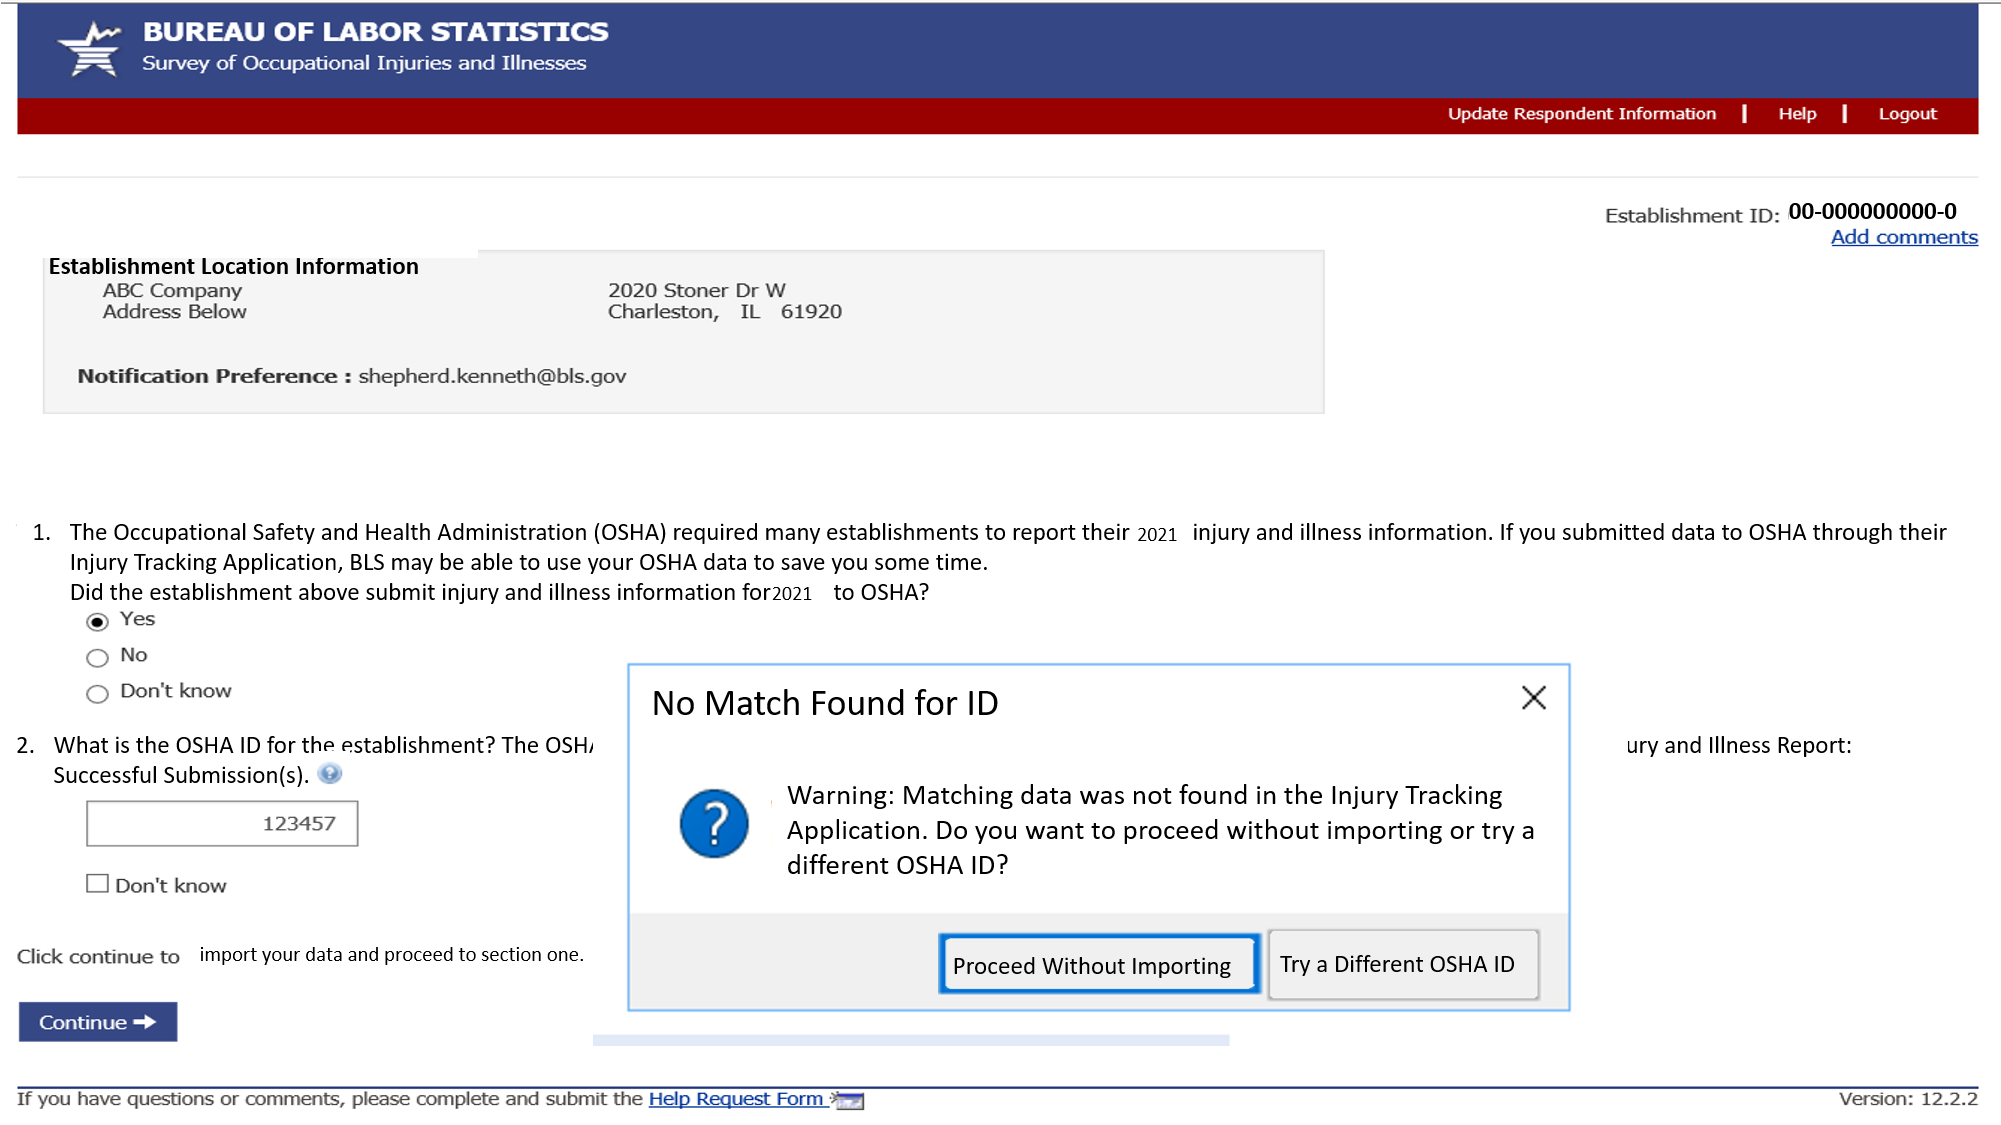 BUREAU OF LABOR STATISTICS
Survey of Occupational Injuries and Illnesses
Update Respondent Information | Help | Logout
Establishment ID: 00-000000000-0
Add comments
Establishment Location Information
ABC Company 2020 Stoner Dr W
Address Below Charleston, IL 61920
Notification Preference : shepherd.kenneth@bls.gov
1. The Occupational Safety and Health Administration (OSHA) required many establishments to report their 2021 injury and illness information. If you submitted data to OSHA through their
Injury Tracking Application, BLS may be able to use your OSHA data to save you some time.
Did the establishment above submit injury and illness information for2021 to OSHA?
Yes
No
Don't know
2. What is the OSHA ID for the establishment? The ury and Illness Report:
Successful Submission(s). ?
123457
Don't know
Click continue to import your data and proceed to section one.
Continue
No Match Found for ID
?
Warning: Matching data was not found in the Injury Tracking
Application. Do you want to proceed without importing or try a
different OSHA ID?
Proceed Without Importing Try a Different OSHA ID
If you have questions or comments, please complete and submit the Help Request Form
Version: 12.2.2